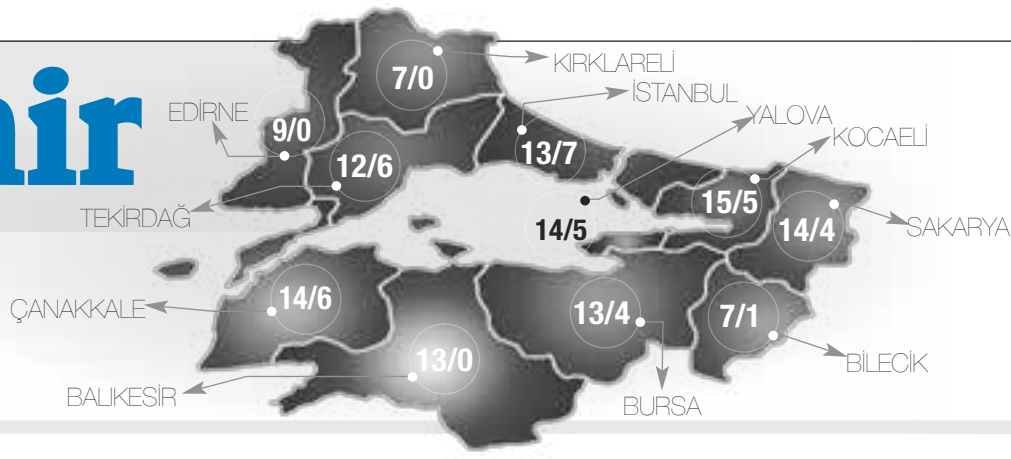 KIRKLARELİ
7/0
İSTANBUL
13/7
YALOVA
14/5
KOCAELİ
15/5
EDİRNE
9/0
TEKİRDAĞ
12/6
SAKARYA
14/4
ÇANAKKALE
14/6
BALIKESİR
13/0
BURSA
13/4
BİLECİK
7/1